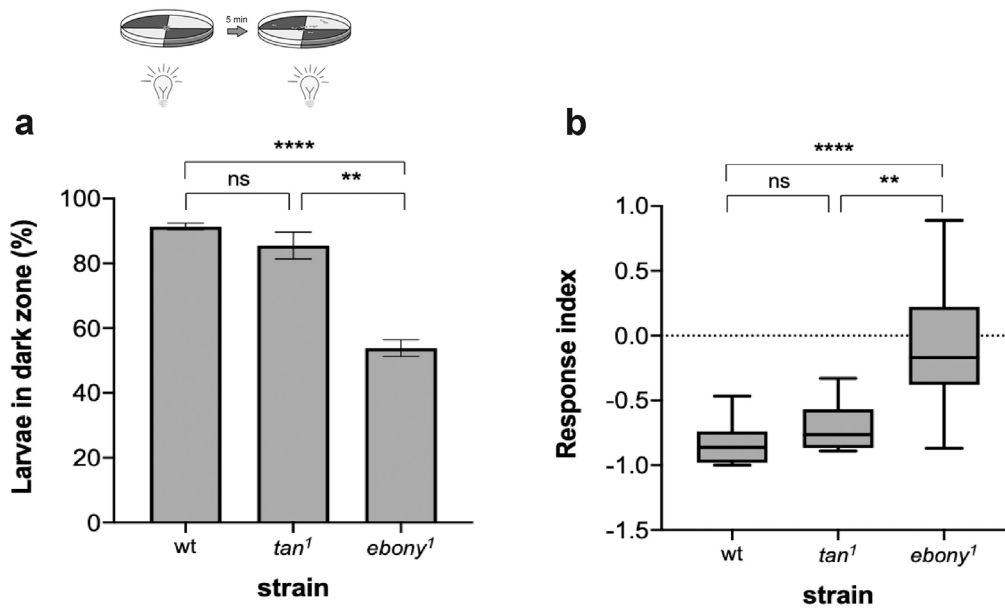 5 min
a
****
ns **
100
80
60
40
20
0
Larvae in dark zone (%)
wt tan¹ ebony¹
strain
b
****
ns **
1.0
0.5
0.0
-0.5
-1.0
-1.5
Response index
wt tan¹ ebony¹
strain